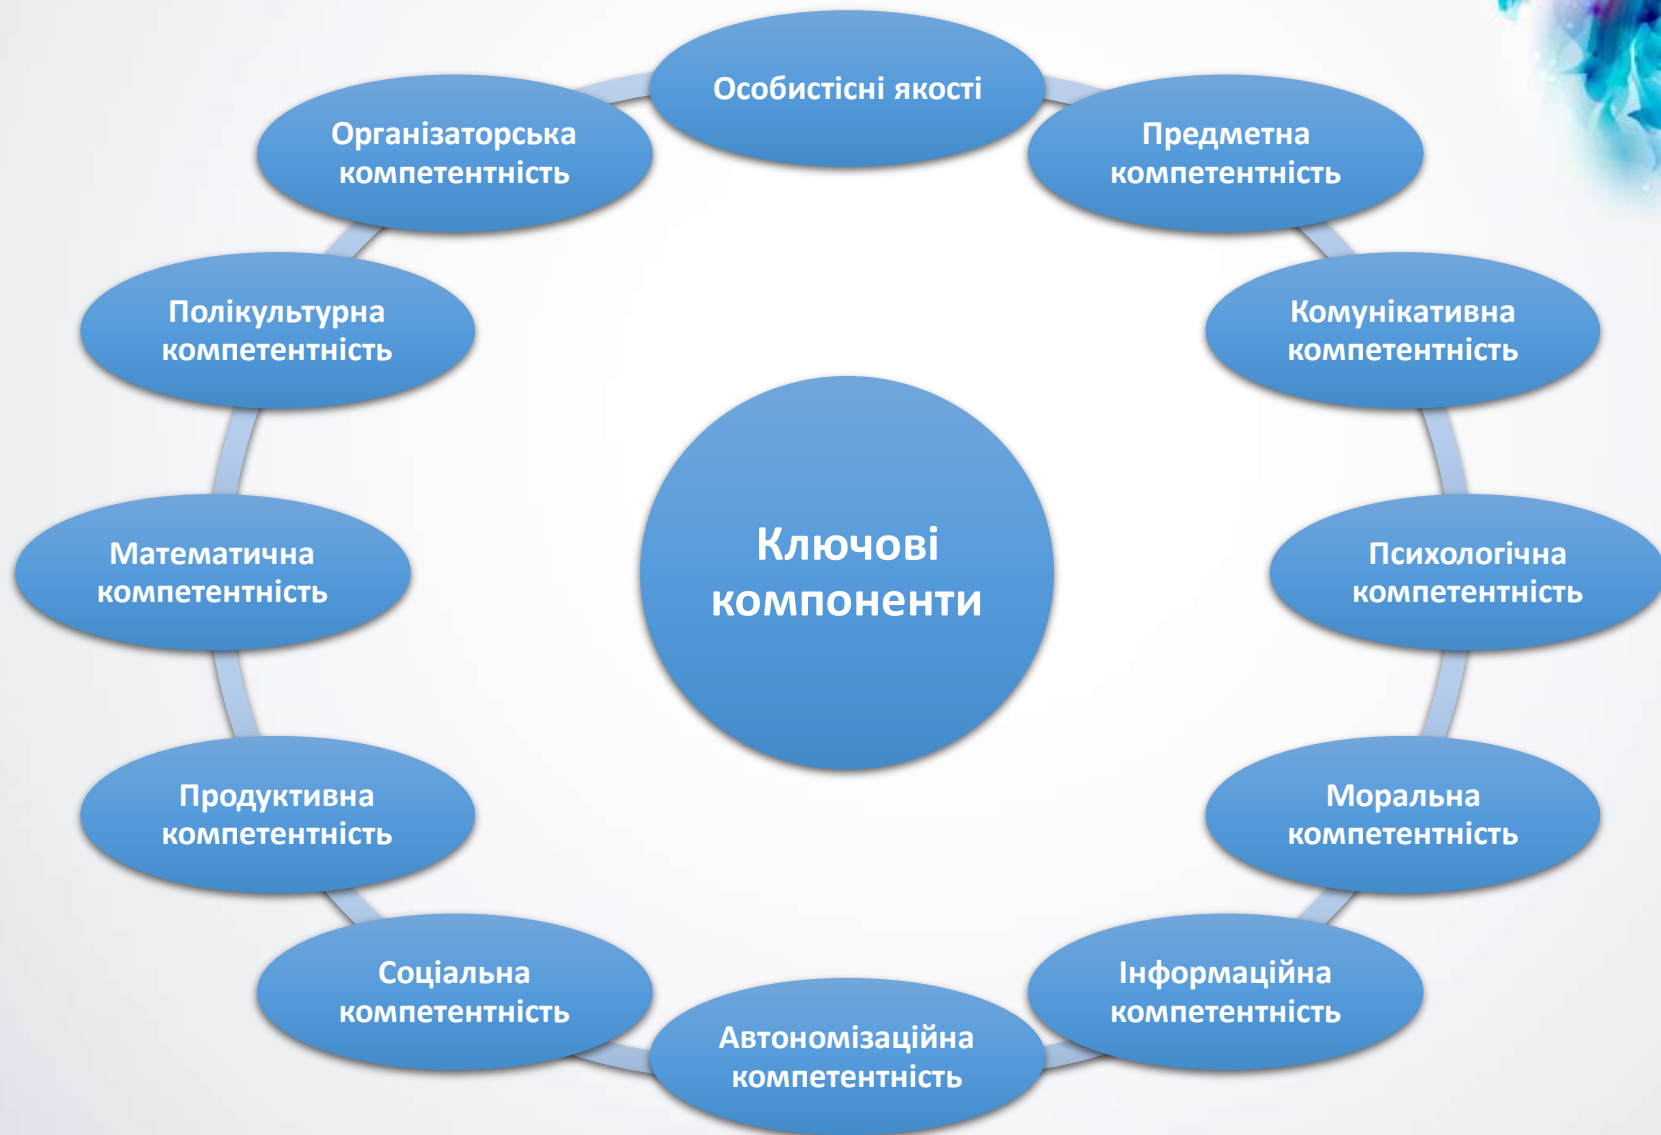 Особистісні якості
Предметна
компетентність
Комунікативна
компетентність
Психологічна
компетентність
Моральна
компетентність
Інформаційна
компетентність
Автономізаційна
компетентність
Соціальна
компетентність
Продуктивна
компетентність
Математична
компетентність
Полікультурна
компетентність
Організаторська
компетентність
Ключові
компоненти